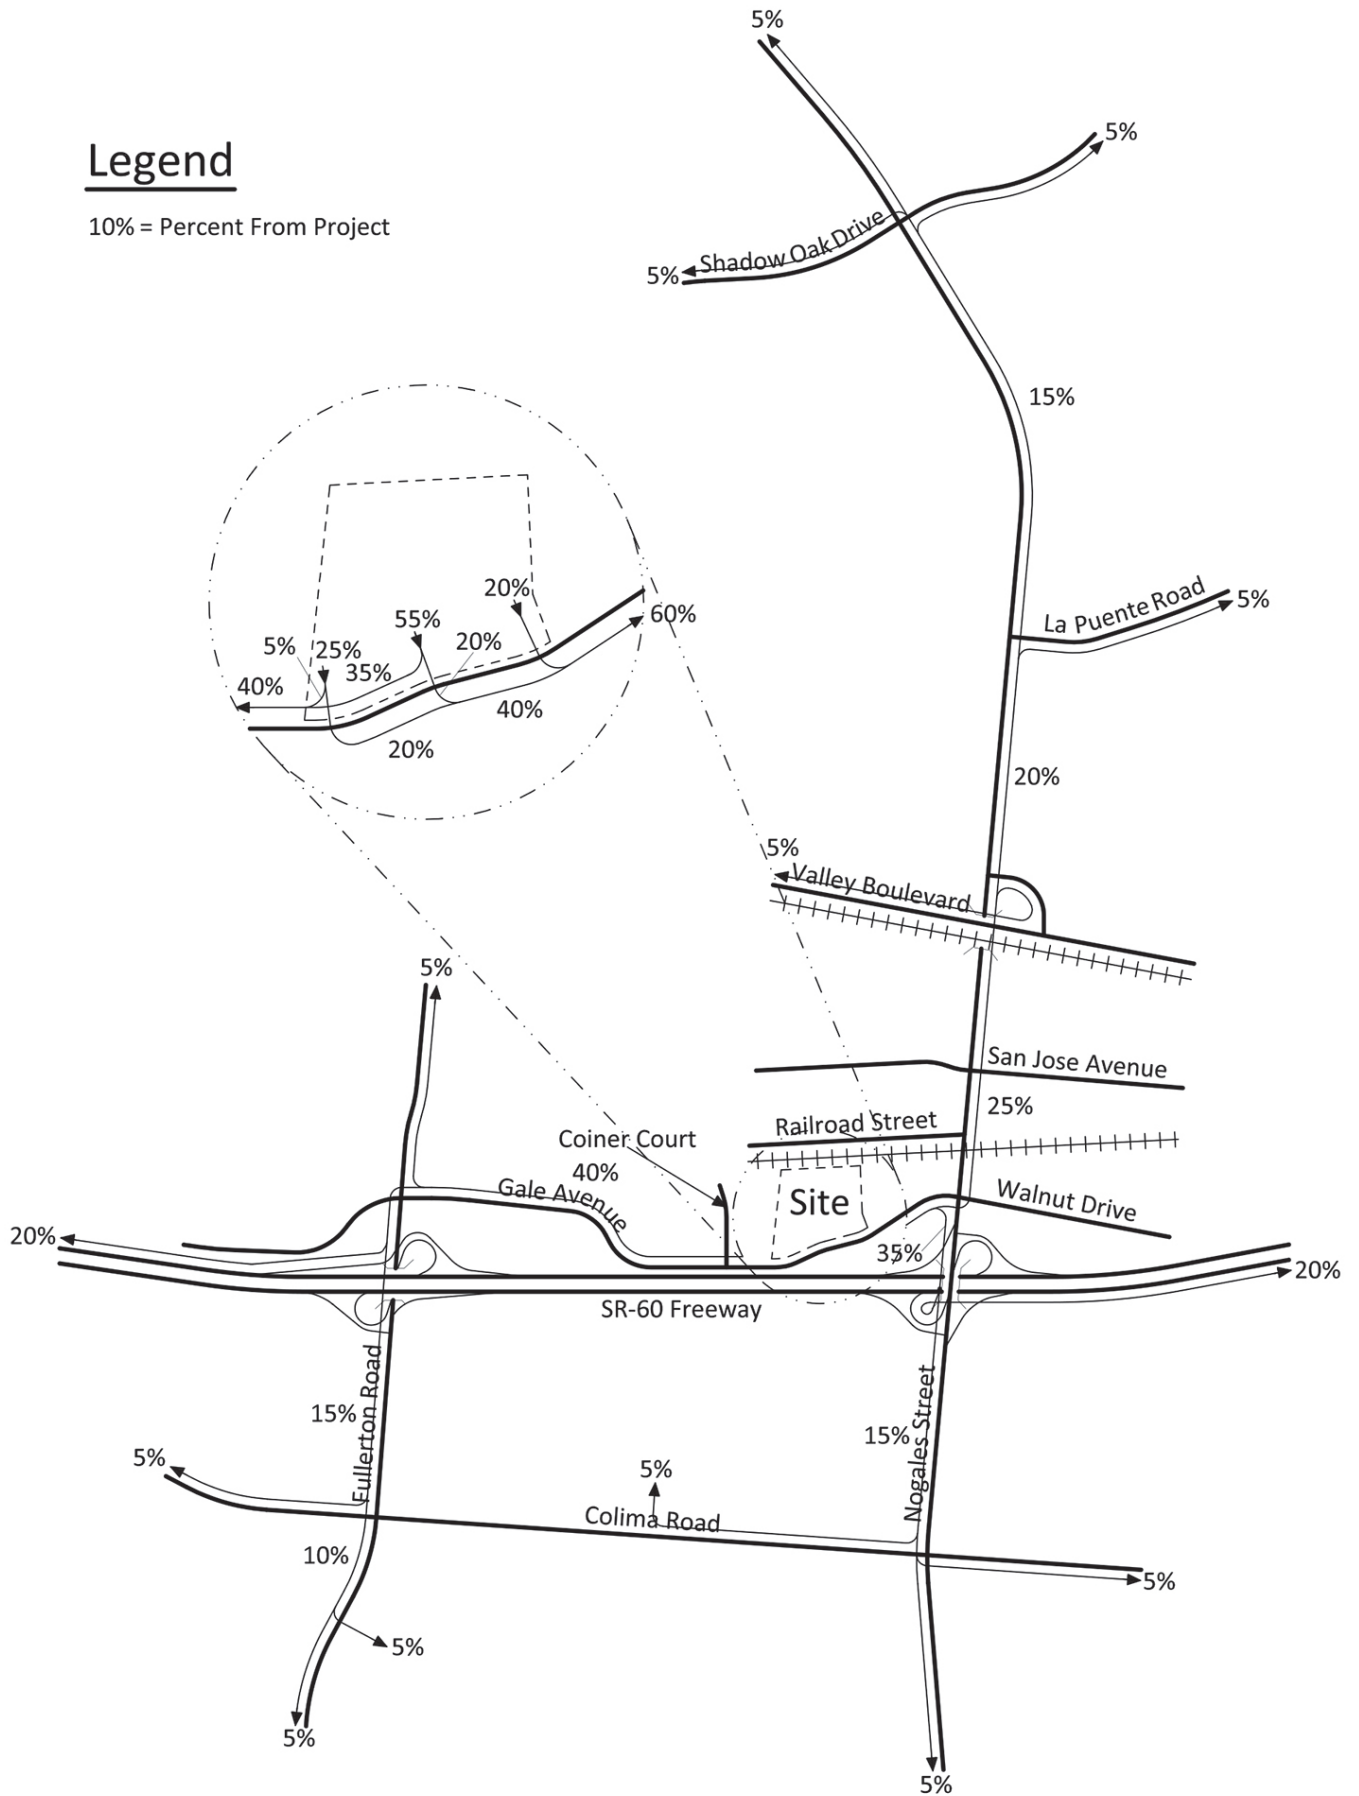 5%
5%
Legend
10% = Percent From Project
Shadow Oak Drive
5%
15%
20%
La Puente Road
5%
55%
60%
5%
25%
20%
35%
40%
40%
20%
20%
5%
Valley Boulevard
5%
San Jose Avenue
25%
Railroad Street
Coiner Court
40%
Gale Avenue
Site
Walnut Drive
20%
35%
20%
SR-60 Freeway
Fullerton Road
15%
Nogales Street
15%
5%
5%
Colima Road
10%
5%
5%
5%
5%